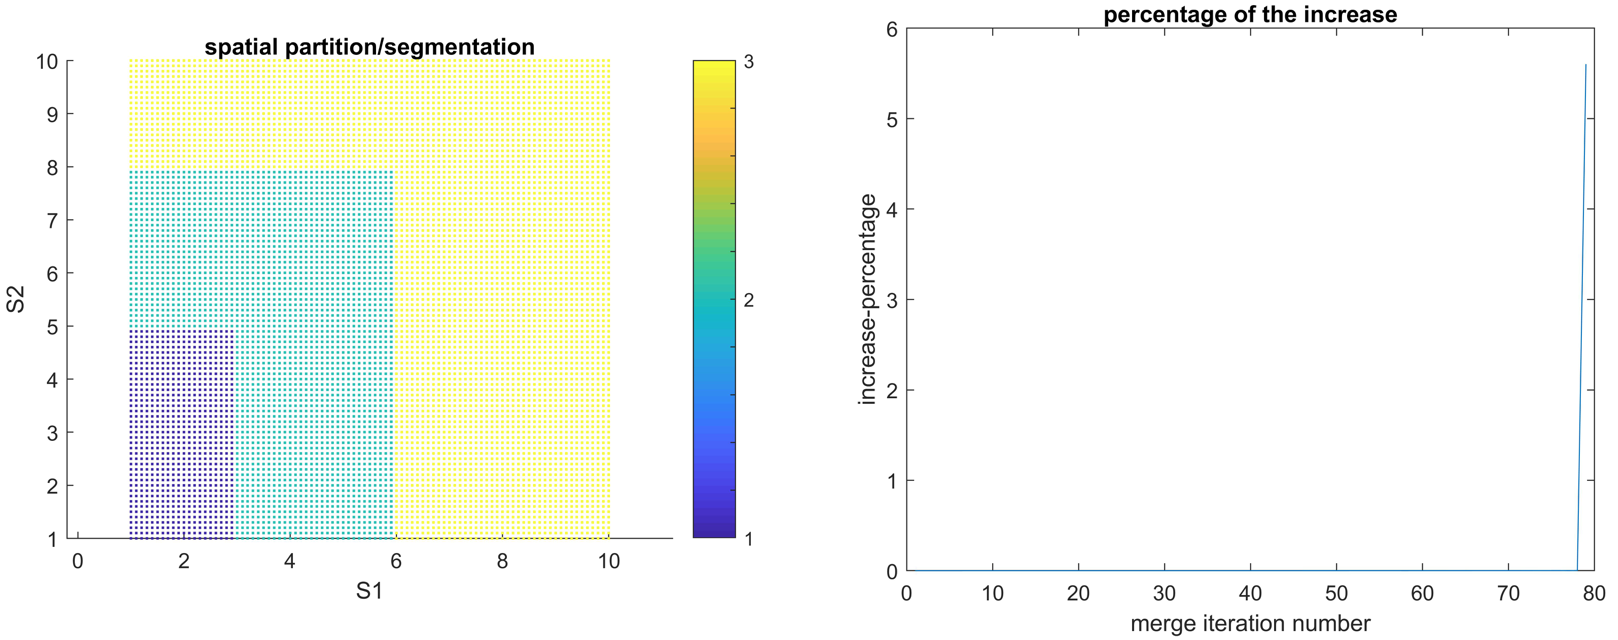 spatial partition/segmentation
10
9
8
7
6
5
4
3
2
1
S2
0 2 4 6 8 10
S1
3
2
1
percentage of the increase
6
5
4
3
2
1
0
increase-percentage
0 10 20 30 40 50 60 70 80
merge iteration number